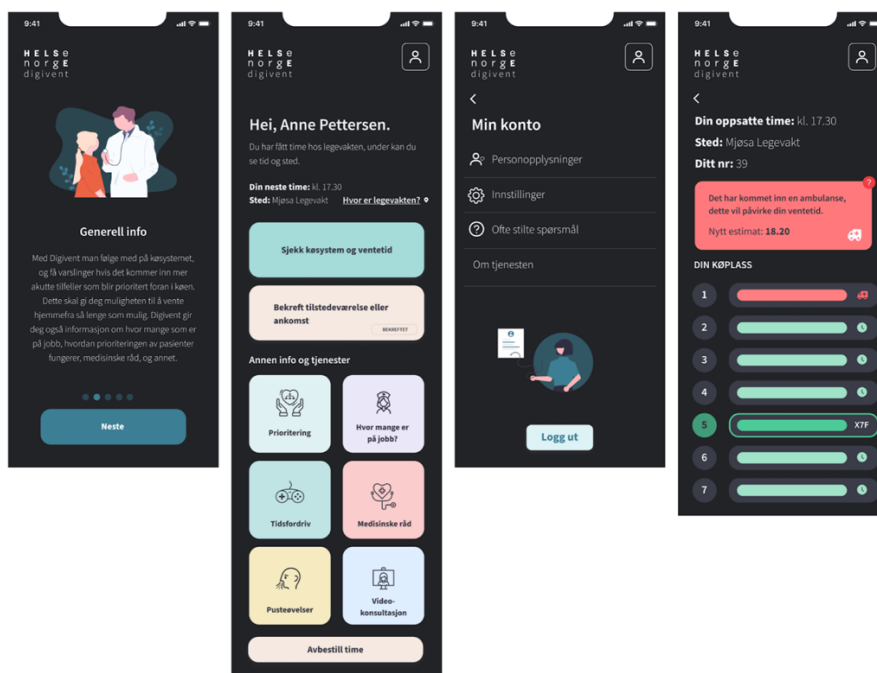 9:41
HELSe
norgE
digivent
Generell info
Med Digivent man følge med på køsystemet,
og få varslinger hvis det kommer inn mer
akutte tilfeller som blir prioritert foran i køen.
Dette skal gi deg muligheten til å vente
hjemmefra så lenge som mulig. Digivent gir
deg også informasjon om hvor mange som er
på jobb, hvordan prioriteringen av pasienter
fungerer, medisinske råd, og annet.
Neste
9:41
HELSe
norgE
digivent
Hei, Anne Pettersen.
Du har fått time hos legevakten, under kan du
se tid og sted.
Din neste time: kl. 17.30
Sted: Mjøsa Legevakt Hvor er legevakten?
Sjekk køsystem og ventetid
Bekreft tilstedeværelse eller
ankomst
BEKREFTET
Annen info og tjenester
Prioritering
Hvor mange er
på jobb?
Tidsfordriv
Medisinske råd
Pusteøvelser
Video-
konsultasjon
Avbestill time
9:41
HELSe
norgE
digivent
Min konto
Personopplysninger
Innstillinger
Ofte stilte spørsmål
Om tjenesten
Logg ut
9:41
HELSe
norgE
digivent
Din oppsatte time: kl. 17.30
Sted: Mjøsa Legevakt
Ditt nr: 39
?
Det har kommet inn en ambulanse,
dette vil påvirke din ventetid.
Nytt estimat: 18.20
DIN KØPLASS
1
2
3
4
5 X7F
6
7